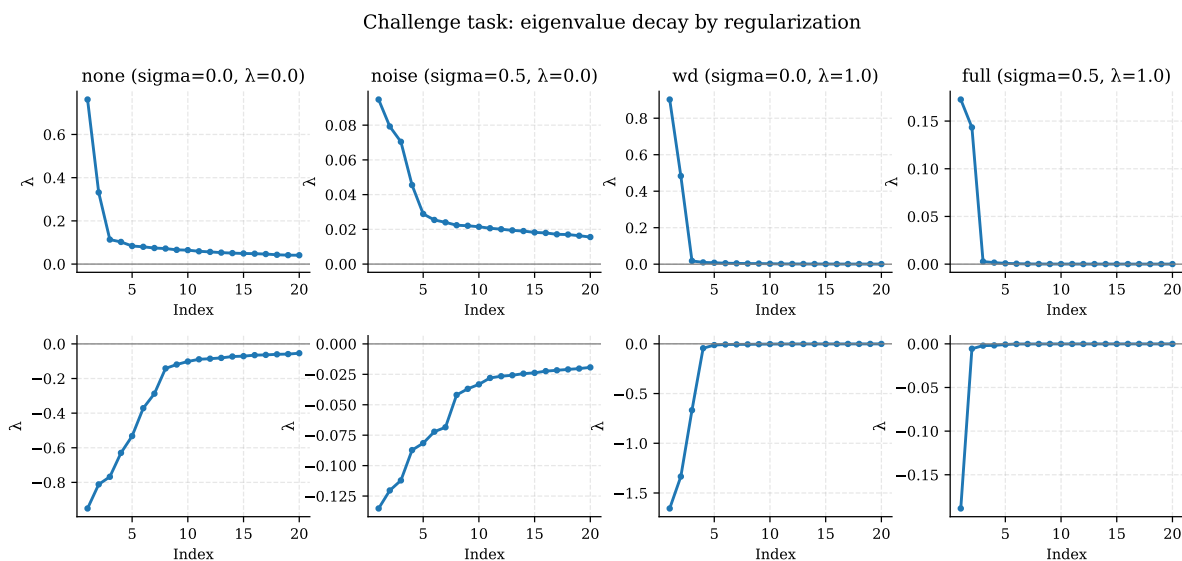 Challenge task: eigenvalue decay by regularization
none (sigma=0.0, λ=0.0)
0.6
0.4
0.2
0.0
λ
5 10 15 20
Index
noise (sigma=0.5, λ=0.0)
0.08
0.06
0.04
0.02
0.00
λ
5 10 15 20
Index
wd (sigma=0.0, λ=1.0)
0.8
0.6
0.4
0.2
0.0
λ
5 10 15 20
Index
full (sigma=0.5, λ=1.0)
0.15
0.10
0.05
0.00
λ
5 10 15 20
Index
0.0
−0.2
−0.4
−0.6
−0.8
λ
5 10 15 20
Index
0.000
−0.025
−0.050
−0.075
−0.100
−0.125
λ
5 10 15 20
Index
0.0
−0.5
−1.0
−1.5
λ
5 10 15 20
Index
0.00
−0.05
−0.10
−0.15
λ
5 10 15 20
Index